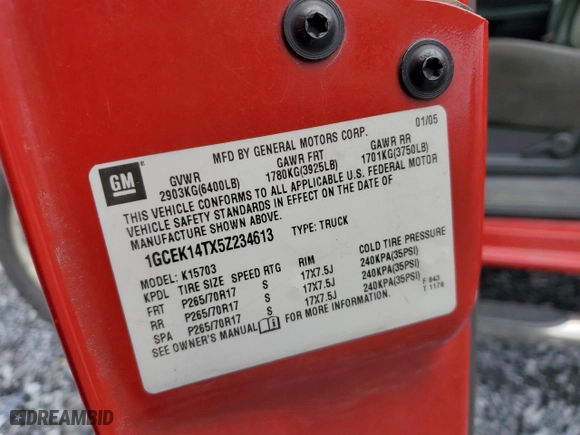 01/05
GM
MFD BY GENERAL MOTORS CORP.
GVWR GAWR FRT GAWR RR
2903KG(6400LB) 1780KG(3925LB) 1701KG(3750LB)
THIS VEHICLE CONFORMS TO ALL APPLICABLE U.S. FEDERAL MOTOR
VEHICLE SAFETY STANDARDS IN EFFECT ON THE DATE OF
MANUFACTURE SHOWN ABOVE.
1GCEK14TX5Z234613 TYPE: TRUCK
MODEL: K15703
KPDL TIRE SIZE SPEED RTG RIM COLD TIRE PRESSURE
FRT P265/70R17 S 17X7.5J 240KPA(35PSI)
RR P265/70R17 S 17X7.5J 240KPA(35PSI)
SPA P265/70R17 S 17X7.5J 240KPA(35PSI)
SEE OWNER'S MANUAL FOR MORE INFORMATION.
F 843
T 1178
DREAMBID